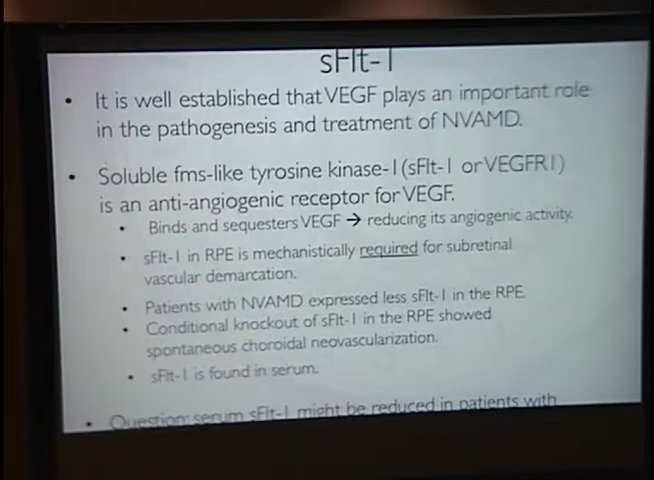 sFlt-1
• It is well established that VEGF plays an important role
in the pathogenesis and treatment of NVAMD.
• Soluble fms-like tyrosine kinase-1 (sFlt-1 or VEGFR1)
is an anti-angiogenic receptor for VEGF.
• Binds and sequesters VEGF → reducing its angiogenic activity.
• sFlt-1 in RPE is mechanistically required for subretinal
vascular demarcation.
• Patients with NVAMD expressed less sFlt-1 in the RPE
• Conditional knockout of sFlt-1 in the RPE showed
spontaneous choroidal neovascularization.
• sFlt-1 is found in serum.
• Question: serum sFlt-1 might be reduced in patients with